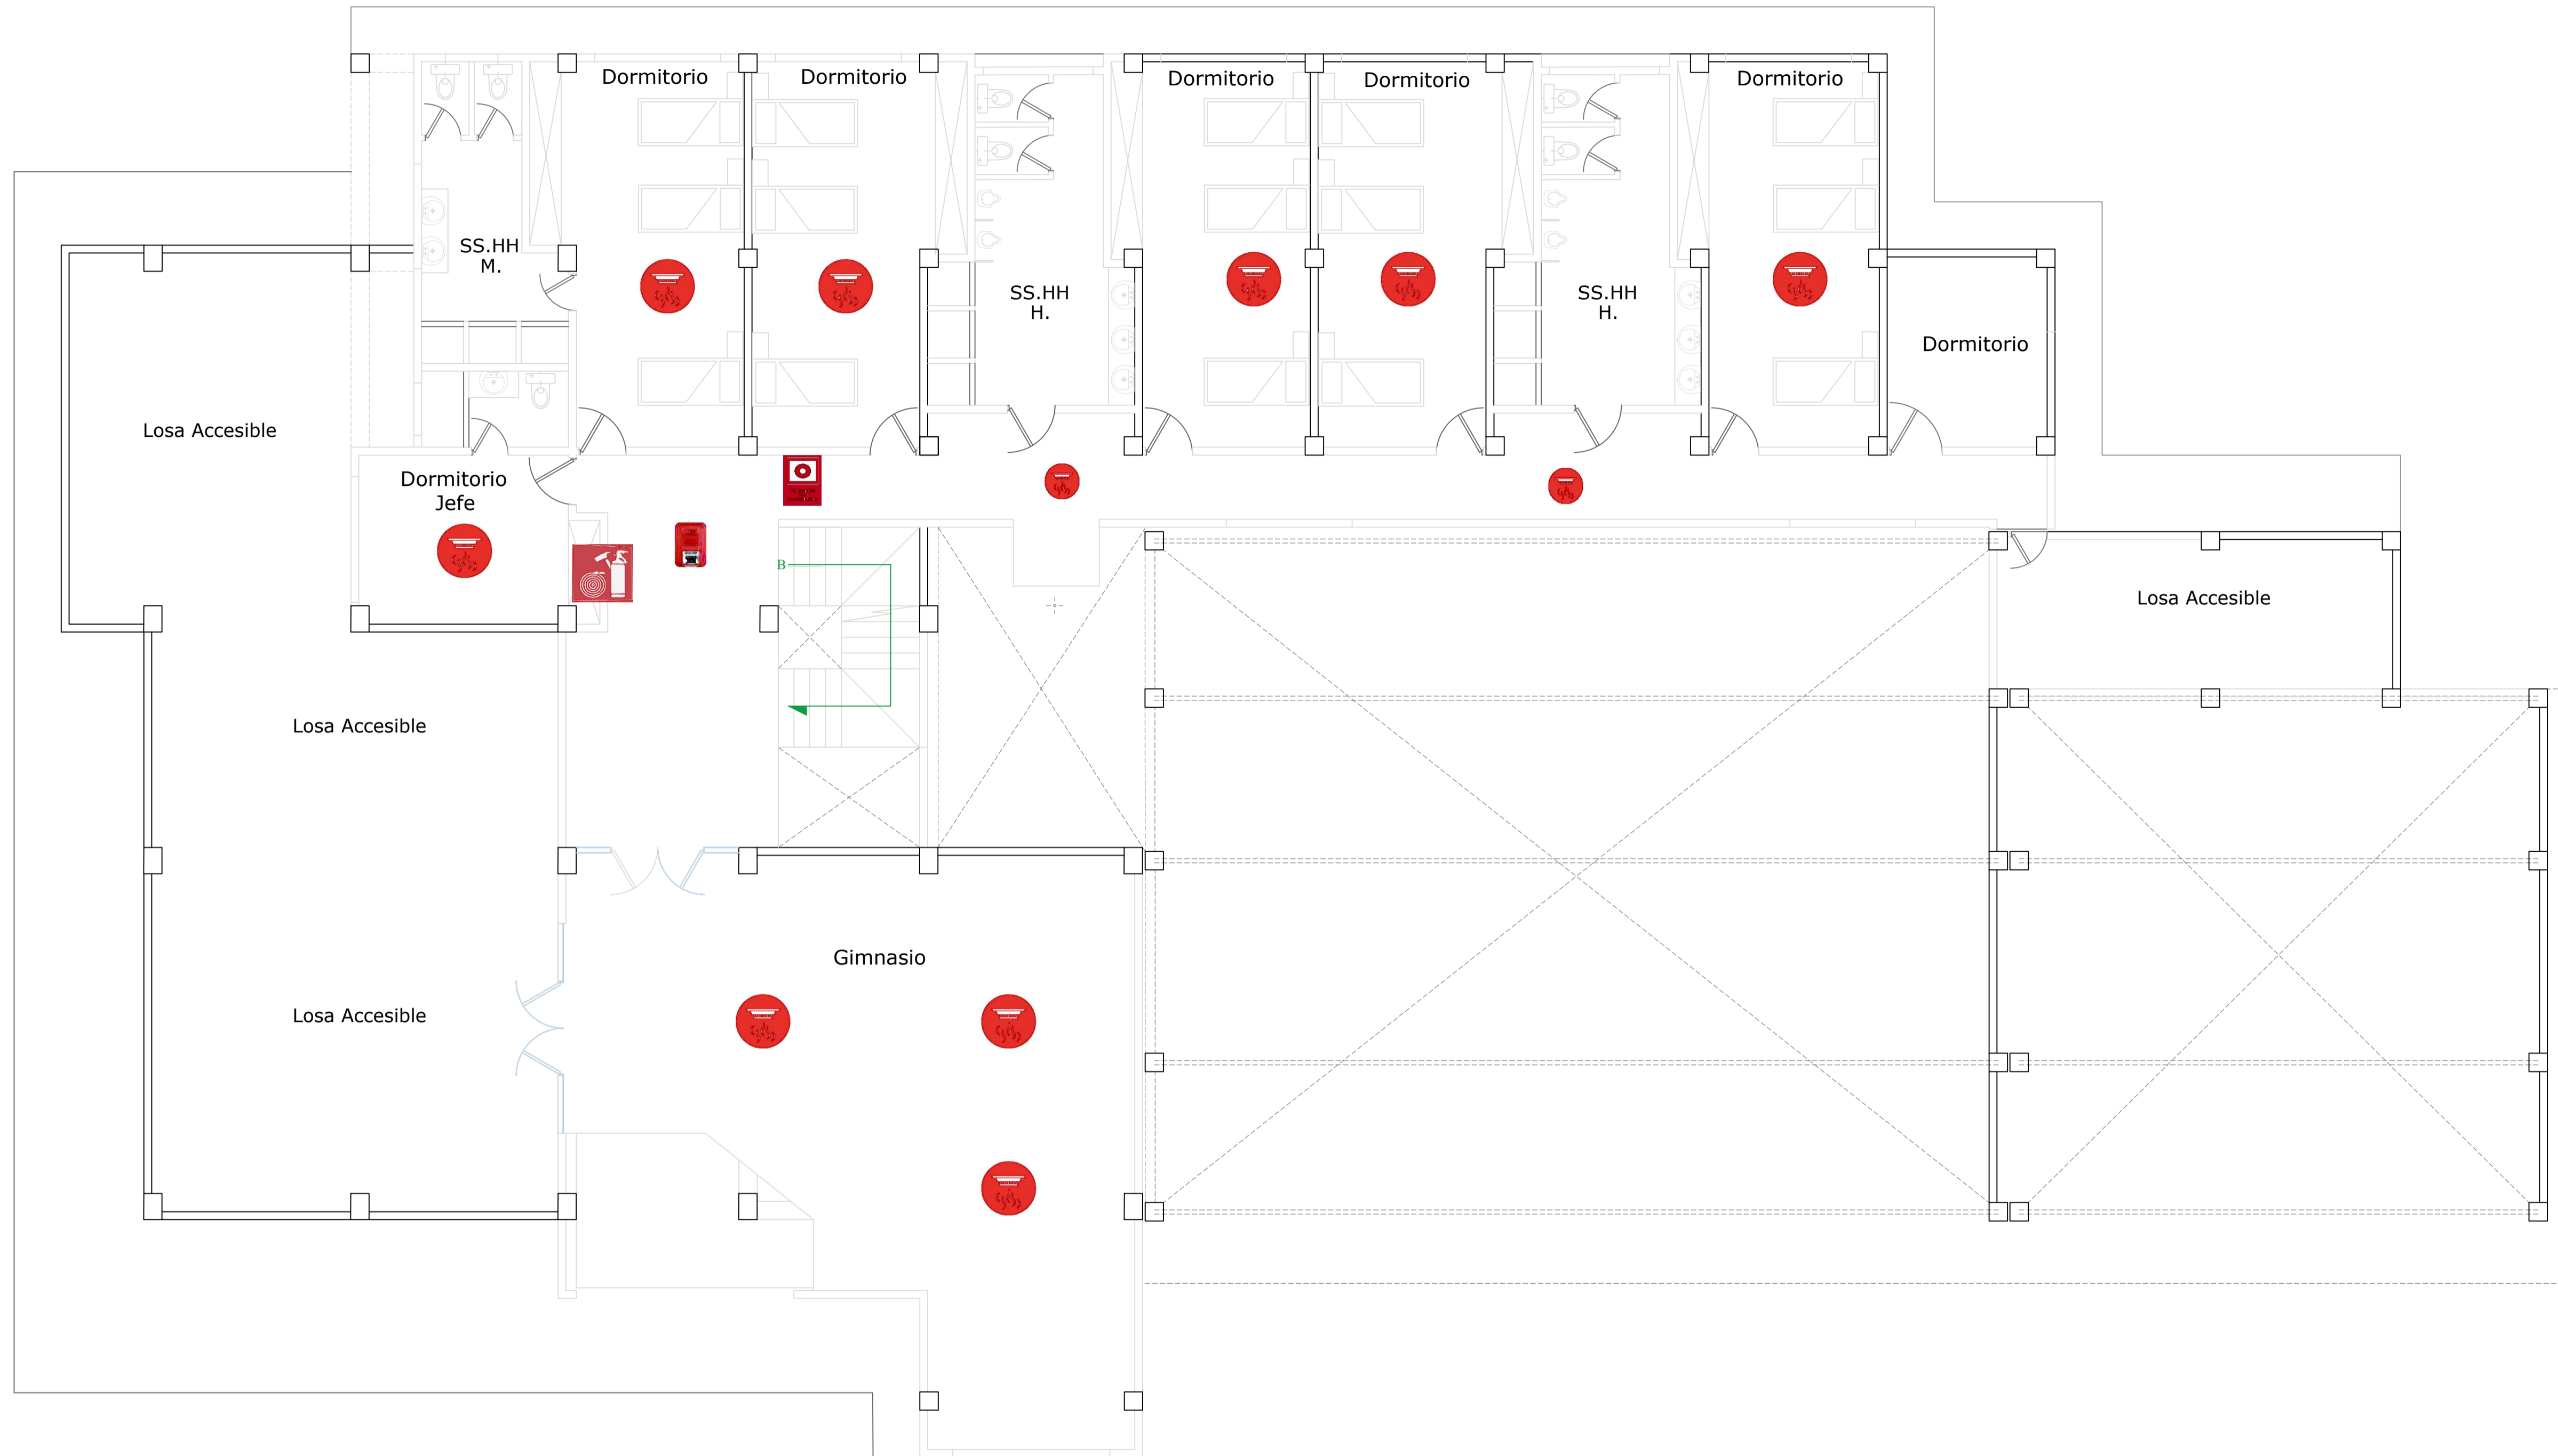 Dormitorio
Dormitorio
Dormitorio
Dormitorio
Dormitorio
SS.HH
M.
SS.HH
H.
SS.HH
H.
Dormitorio
Losa Accesible
Dormitorio
Jefe
B
Losa Accesible
Losa Accesible
Gimnasio
Losa Accesible